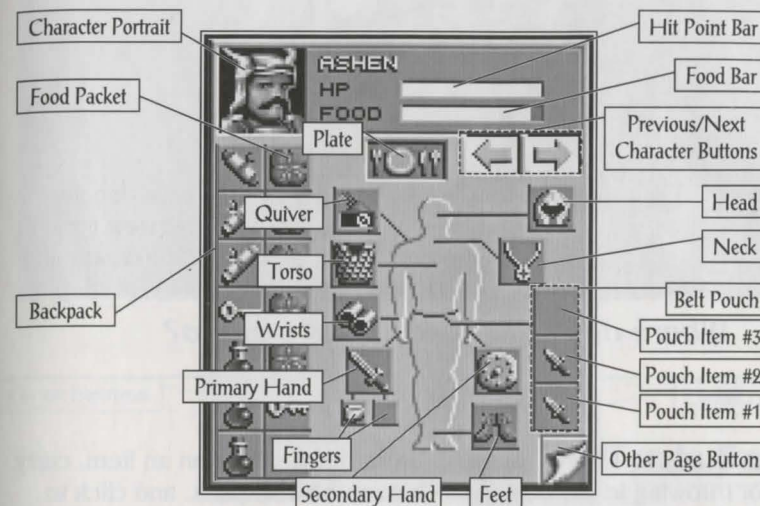 Character Portrait
Hit Point Bar
ASHEN
HP
FOOD
Food Packet
Food Bar
Plate
Previous/Next
Character Buttons
Quiver
Head
Torso
Neck
Backpack
Belt Pouch
Wrists
Pouch Item #3
Primary Hand
Pouch Item #2
Pouch Item #1
Fingers
Other Page Button
Secondary Hand
Feet